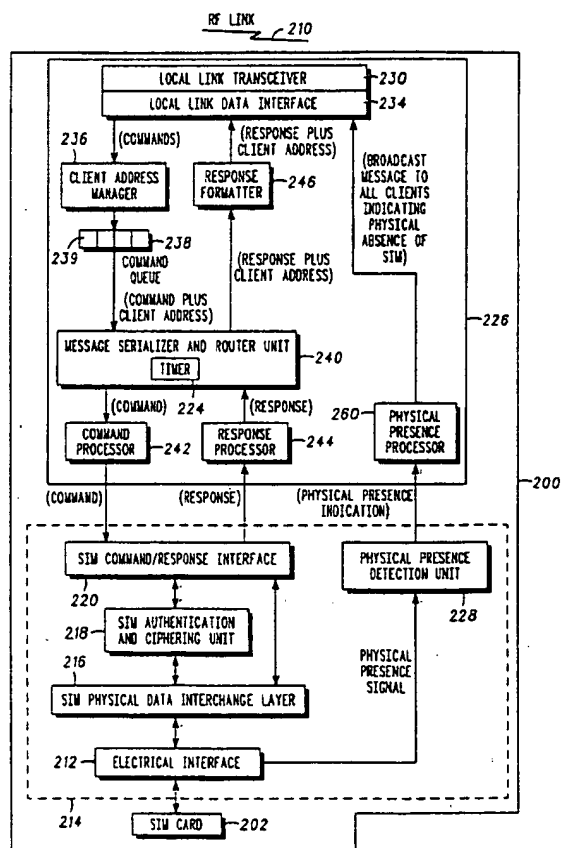 RF LINK 210
LOCAL LINK TRANSCEIVER 230
LOCAL LINK DATA INTERFACE 234
236
(COMMANDS)
(RESPONSE PLUS
CLIENT ADDRESS)
CLIENT ADDRESS
MANAGER
RESPONSE
FORMATTER
246
(BROADCAST
MESSAGE TO
ALL CLIENTS
INDICATING
PHYSICAL
ABSENCE OF
SIM)
239
238
COMMAND
QUEUE
(RESPONSE PLUS
CLIENT ADDRESS)
(COMMAND PLUS
CLIENT ADDRESS)
226
MESSAGE SERIALIZER AND ROUTER UNIT
240
TIMER
224
(COMMAND)
(RESPONSE)
260
COMMAND
PROCESSOR
242
RESPONSE
PROCESSOR
244
PHYSICAL
PRESENCE
PROCESSOR
200
(COMMAND)
(RESPONSE)
(PHYSICAL PRESENCE
INDICATION)
SIM COMMAND/RESPONSE INTERFACE
220
PHYSICAL PRESENCE
DETECTION UNIT
228
218
SIM AUTHENTICATION
AND CIPHERING UNIT
216
PHYSICAL
PRESENCE
SIGNAL
SIM PHYSICAL DATA INTERCHANGE LAYER
212
ELECTRICAL INTERFACE
214
SIM CARD
202